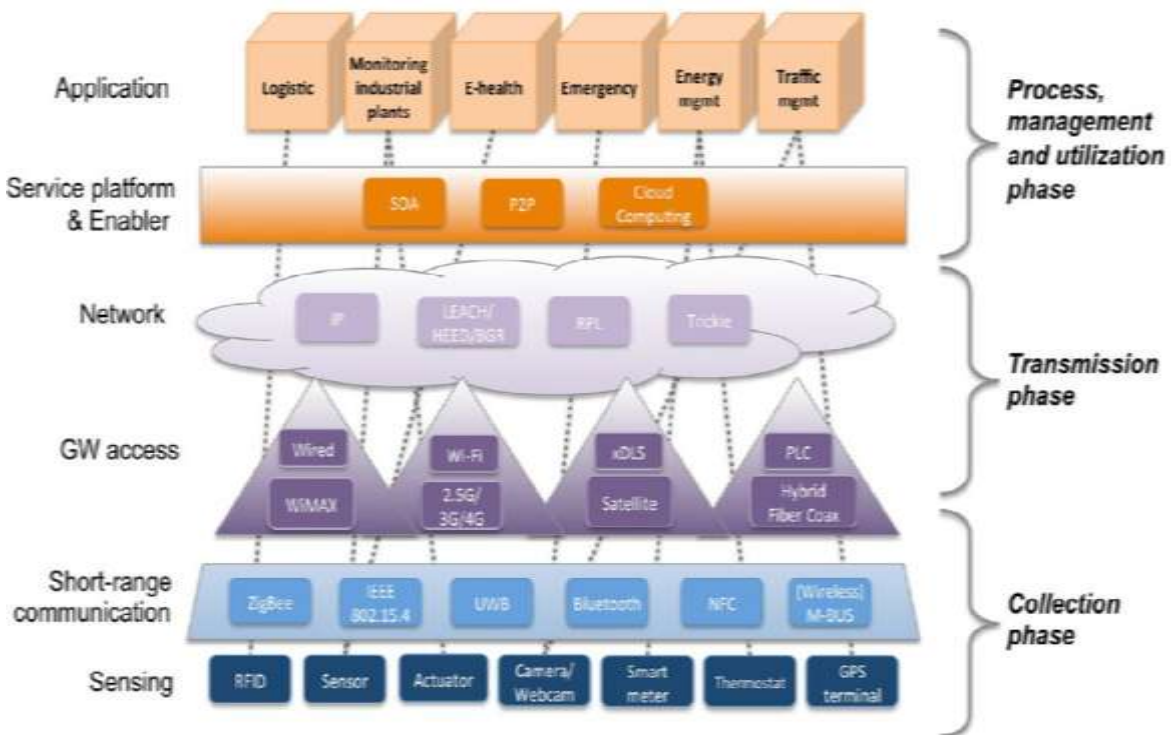 Application
Logistic
Monitoring
industrial
plants
E-health
Emergency
Energy
mgmt
Traffic
mgmt
Process,
management
and utilization
phase
Service platform
& Enabler
SOA
P2P
Cloud
Computing
Network
IP
LEACH/
HEED/BGR
RPL
Trickle
Transmission
phase
GW access
Wired
WiMAX
Wi-Fi
2.5G/
3G/4G
xDLS
Satellite
PLC
Hybrid
Fiber Coax
Short-range
communication
ZigBee
IEEE
802.15.4
UWB
Bluetooth
NFC
(Wireless)
M-BUS
Collection
phase
Sensing
RFID
Sensor
Actuator
Camera/
Webcam
Smart
meter
Thermostat
GPS
terminal